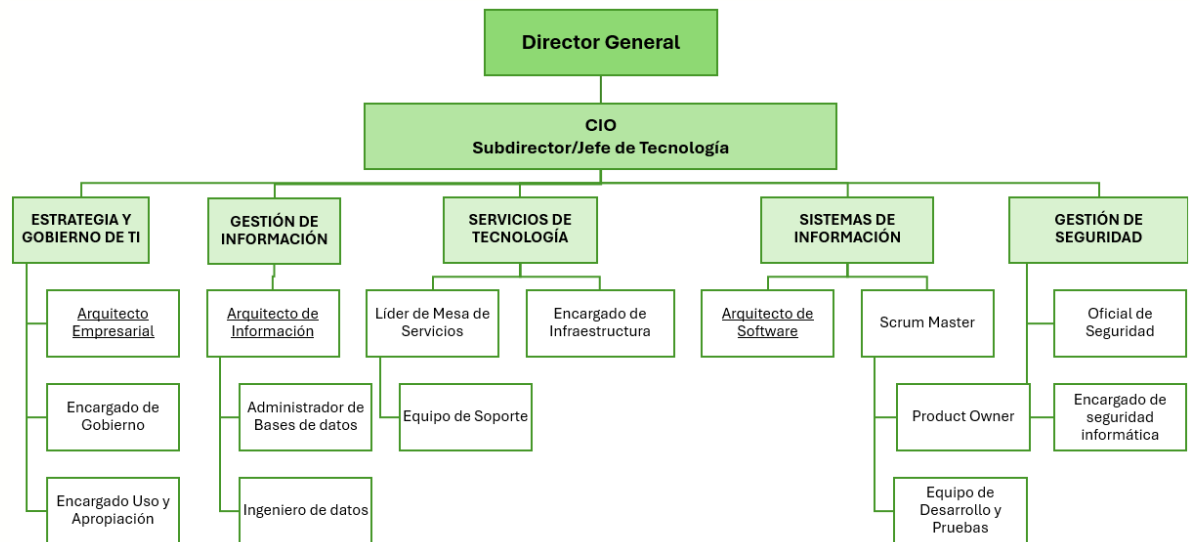 Director General
CIO
Subdirector/Jefe de Tecnología
ESTRATEGIA Y
GOBIERNO DE TI
GESTIÓN DE
INFORMACIÓN
SERVICIOS DE
TECNOLOGÍA
SISTEMAS DE
INFORMACIÓN
GESTIÓN DE
SEGURIDAD
Arquitecto
Empresarial
Arquitecto de
Información
Líder de Mesa de
Servicios
Encargado de
Infraestructura
Arquitecto de
Software
Scrum Master
Oficial de
Seguridad
Encargado de
Gobierno
Administrador de
Bases de datos
Equipo de Soporte
Product Owner
Encargado de
seguridad
informática
Encargado Uso y
Apropiación
Ingeniero de datos
Equipo de
Desarrollo y
Pruebas